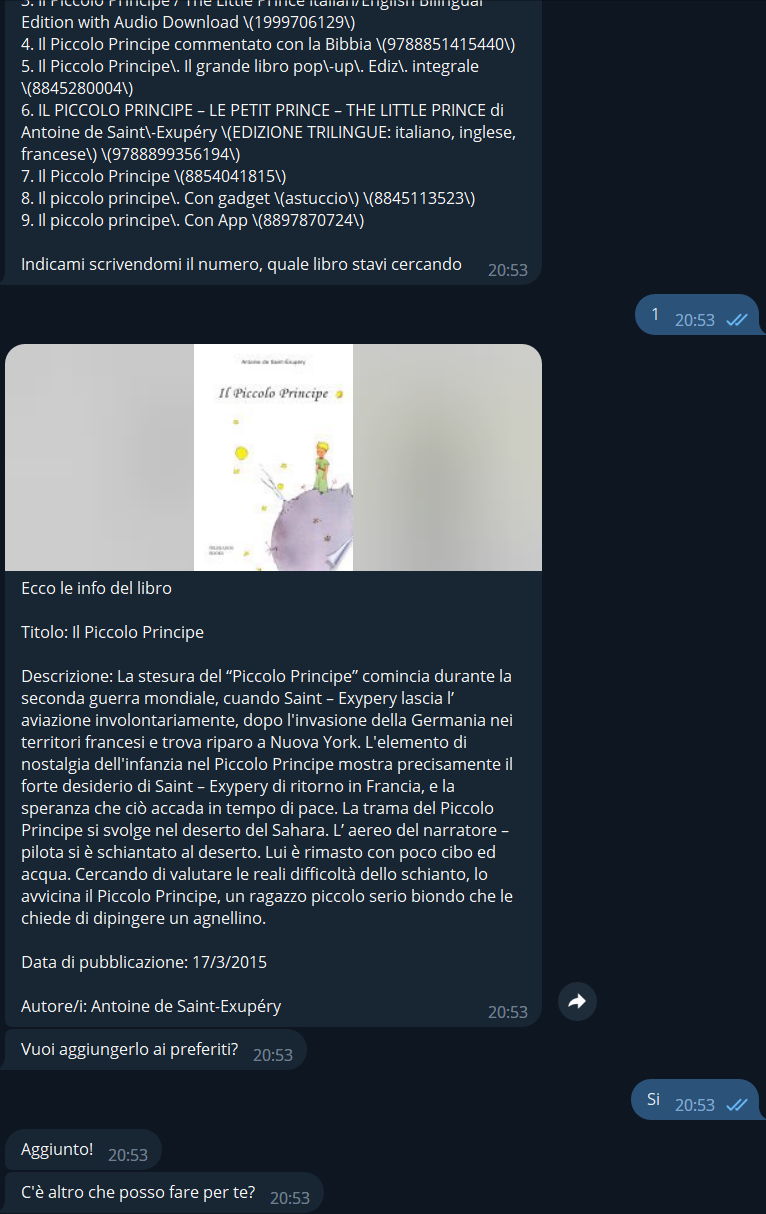 3. Il Piccolo Principe / The Little Prince Italian/English Bilingual
Edition with Audio Download \(1999706129\)
4. Il Piccolo Principe commentato con la Bibbia \(9788851415440\)
5. Il Piccolo Principe\. Il grande libro pop\-up\. Ediz\. integrale
\(8845280004\)
6. IL PICCOLO PRINCIPE – LE PETIT PRINCE – THE LITTLE PRINCE di
Antoine de Saint\-Exupéry \(EDIZIONE TRILINGUE: italiano, inglese,
francese\) \(9788899356194\)
7. Il Piccolo Principe \(8854041815\)
8. Il piccolo principe\. Con gadget \(astuccio\) \(8845113523\)
9. Il piccolo principe\. Con App \(8897870724\)
Indicami scrivendomi il numero, quale libro stavi cercando 20:53
1 20:53
Antoine de Saint-Exupéry
Il Piccolo Principe
BOOKS
Ecco le info del libro
Titolo: Il Piccolo Principe
Descrizione: La stesura del “Piccolo Principe” comincia durante la
seconda guerra mondiale, cuando Saint – Exypery lascia l’
aviazione involontariamente, dopo l'invasione della Germania nei
territori francesi e trova riparo a Nuova York. L'elemento di
nostalgia dell'infanzia nel Piccolo Principe mostra precisamente il
forte desiderio di Saint – Exypery di ritorno in Francia, e la
speranza che ciò accada in tempo di pace. La trama del Piccolo
Principe si svolge nel deserto del Sahara. L’ aereo del narratore –
pilota si è schiantato al deserto. Lui è rimasto con poco cibo ed
acqua. Cercando di valutare le reali difficoltà dello schianto, lo
avvicina il Piccolo Principe, un ragazzo piccolo serio biondo che le
chiede di dipingere un agnellino.
Data di pubblicazione: 17/3/2015
Autore/i: Antoine de Saint-Exupéry 20:53
Vuoi aggiungerlo ai preferiti? 20:53
Si 20:53
Aggiunto! 20:53
C'è altro che posso fare per te? 20:53